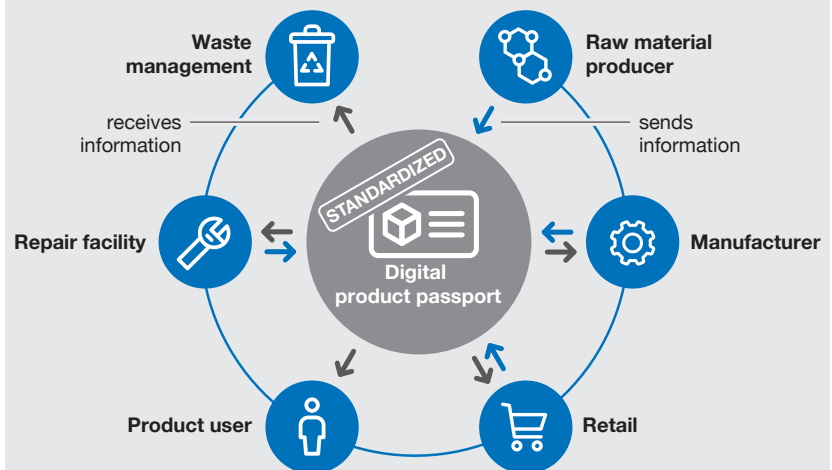 Waste
management
Raw material
producer
receives
information
sends
information
STANDARDIZED
Repair facility
Manufacturer
Digital
product passport
Product user
Retail